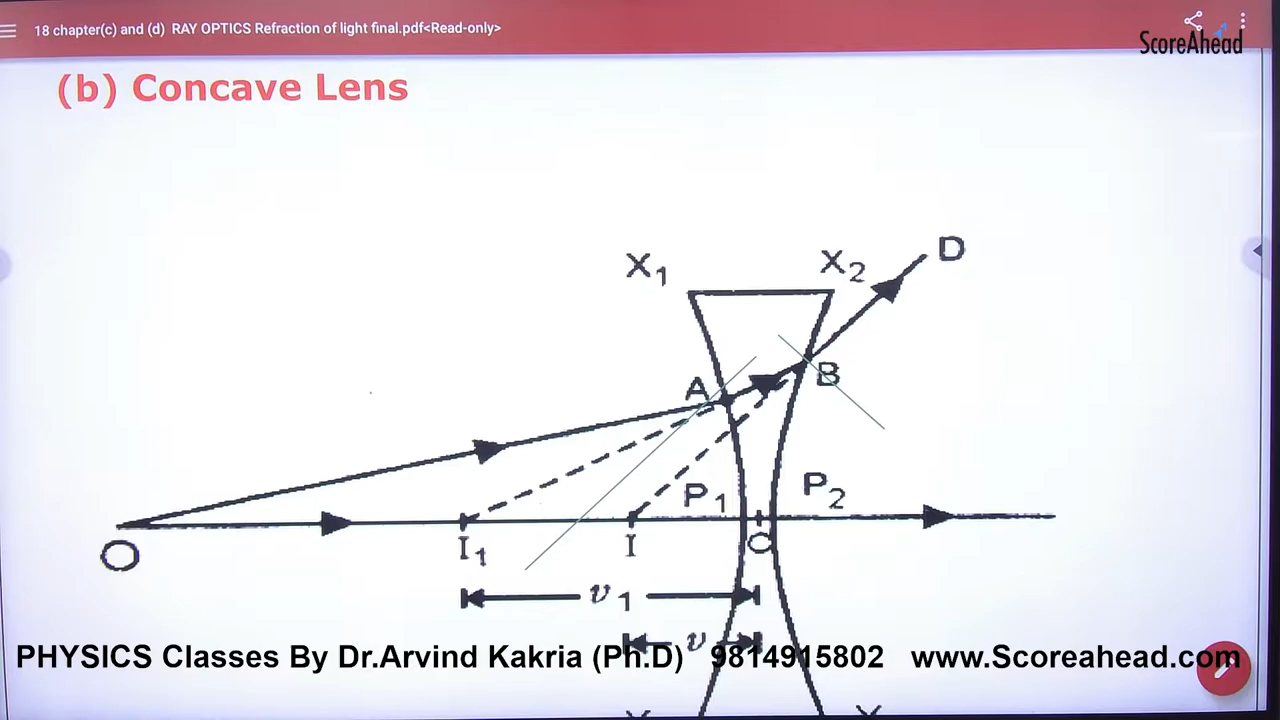 18 chapter(c) and (d) RAY OPTICS Refraction of light final.pdf<Read-only>
ScoreAhead
(b) Concave Lens
D
X1
X2
A
B
P1
P2
O
I1
I
C
v1
v
PHYSICS Classes By Dr.Arvind Kakria (Ph.D) 9814915802 www.Scoreahead.com